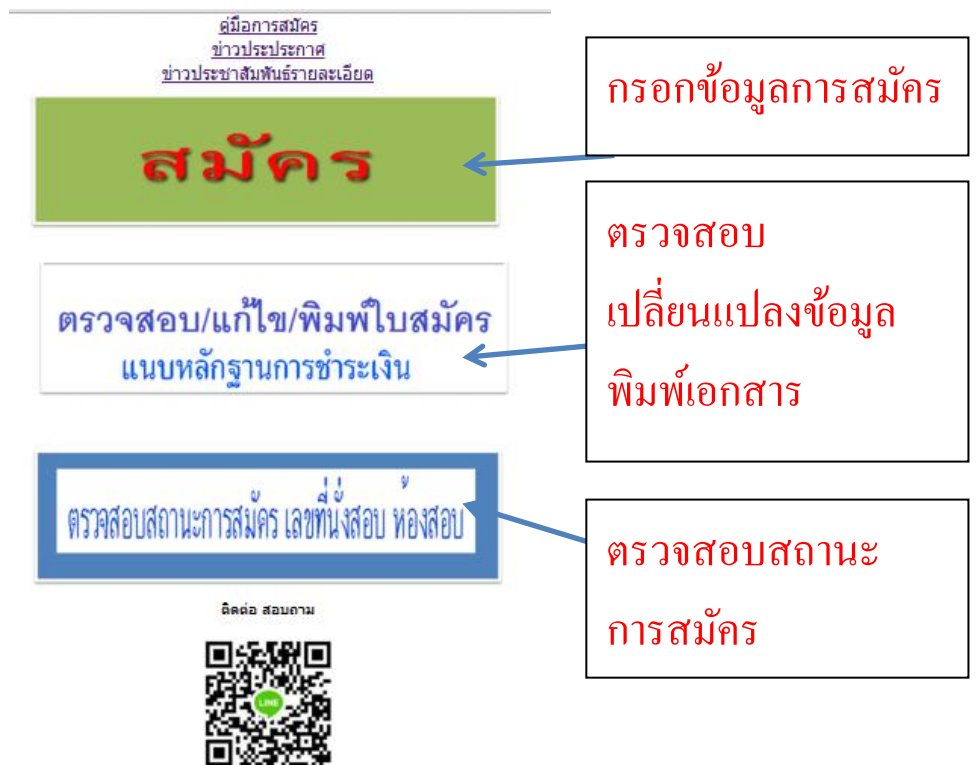 คู่มือการสมัคร
ข่าวประประกาศ
ข่าวประชาสัมพันธ์รายละเอียด
สมัคร
กรอกข้อมูลการสมัคร
ตรวจสอบ/แก้ไข/พิมพ์ใบสมัคร
แนบหลักฐานการชำระเงิน
ตรวจสอบ
เปลี่ยนแปลงข้อมูล
พิมพ์เอกสาร
ตรวจสอบสถานะการสมัคร เลขที่นั่งสอบ ห้องสอบ
ตรวจสอบสถานะ
การสมัคร
ติดต่อ สอบถาม
LINE